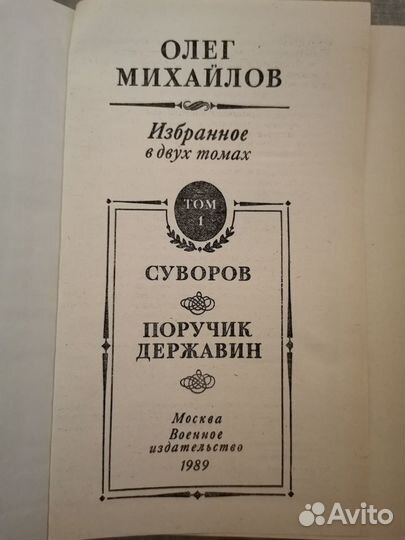 ОЛЕГ
МИХАЙЛОВ
Избранное
в двух томах
ТОМ
1
СУВОРОВ
ПОРУЧИК
ДЕРЖАВИН
Москва
Военное
издательство
1989
Avito